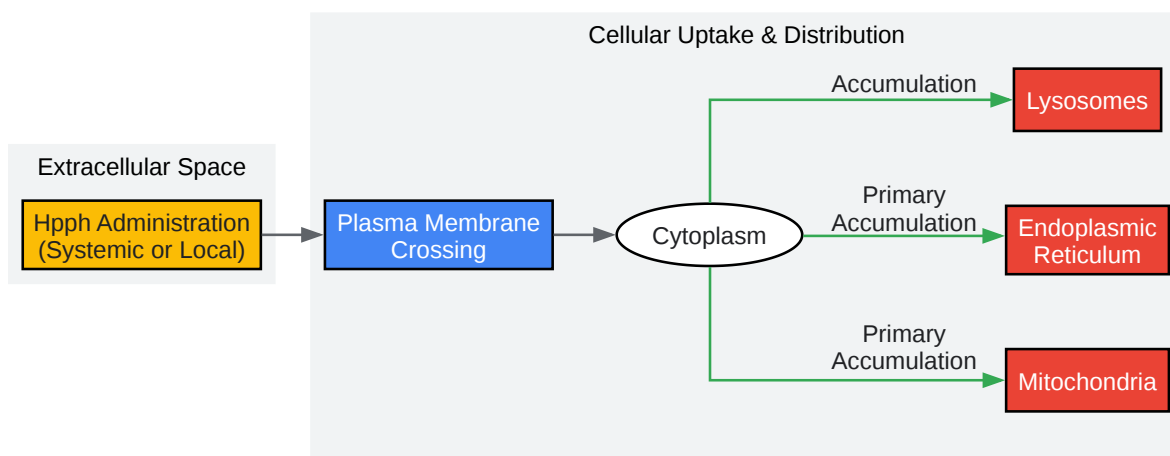 Cellular Uptake & Distribution
Extracellular Space
Hpph Administration
(Systemic or Local)
Plasma Membrane
Crossing
Cytoplasm
Accumulation
Lysosomes
Primary
Accumulation
Endoplasmic
Reticulum
Primary
Accumulation
Mitochondria